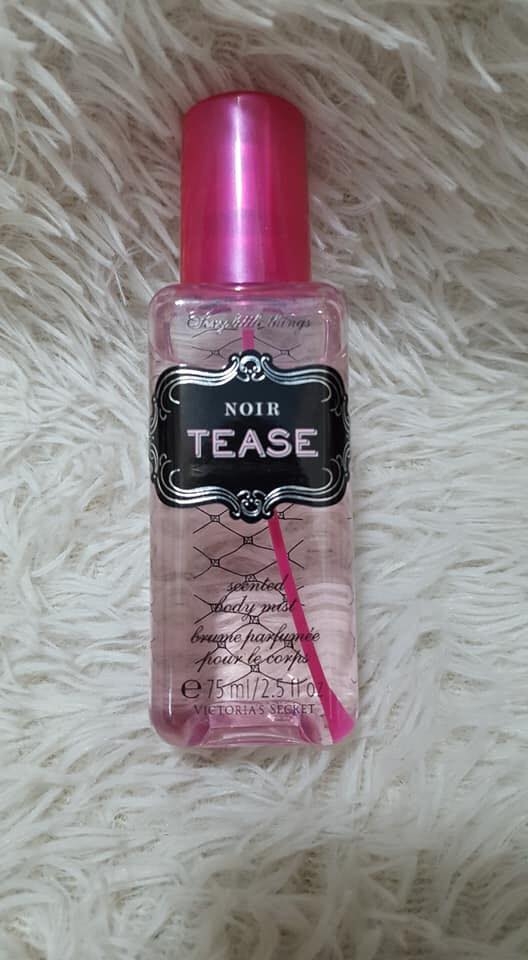 Sexy little things
NOIR
TEASE
scented
body mist
brume parfumée
pour le corps
℮ 75 ml/2.5 fl oz
VICTORIA'S SECRET